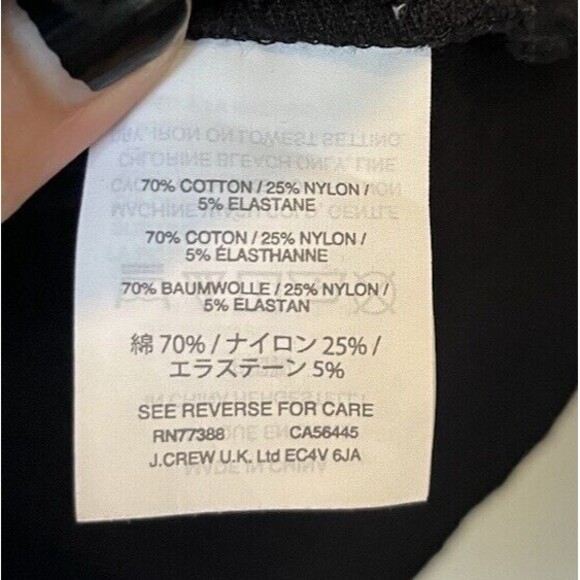 70% COTTON / 25% NYLON /
5% ELASTANE
70% COTON / 25% NYLON /
5% ÉLASTHANNE
70% BAUMWOLLE / 25% NYLON /
5% ELASTAN
綿 70% / ナイロン 25% /
エラステーン 5%
SEE REVERSE FOR CARE
RN77388 CA56445
J.CREW U.K. Ltd EC4V 6JA